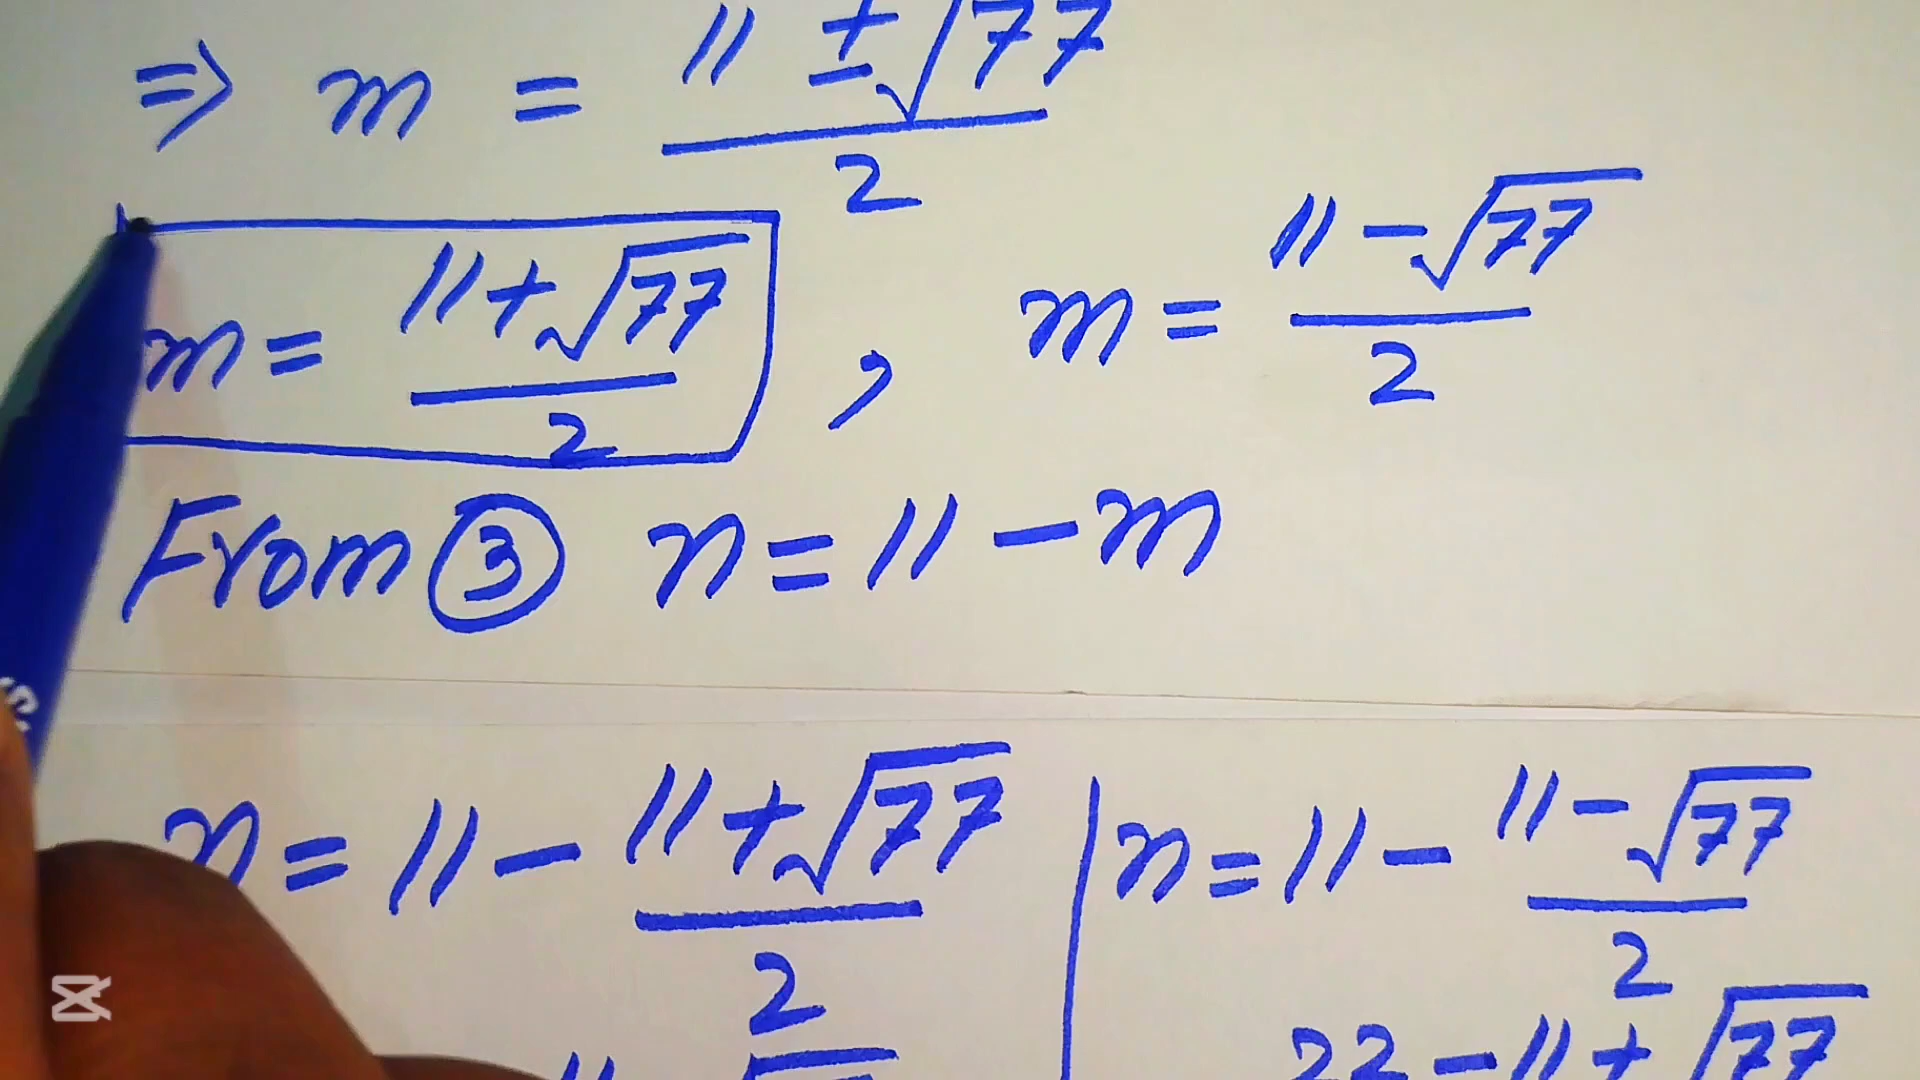 ⇒ m = (11 ± √77)/2
m = (11 + √77)/2 , m = (11 - √77)/2
From ③ n = 11 - m
n = 11 - (11 + √77)/2 | n = 11 - (11 - √77)/2
22 - 11 + √77